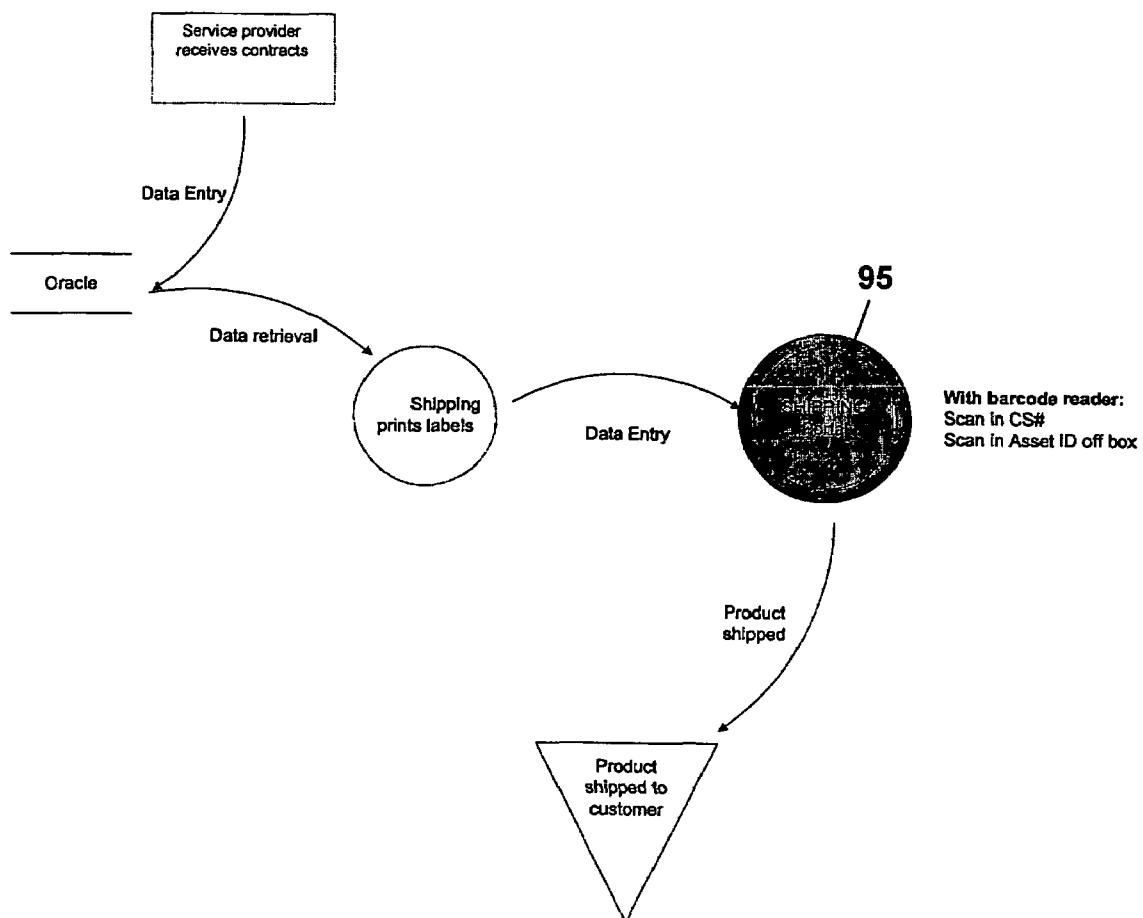 Service provider
receives contracts
Data Entry
Oracle
Data retrieval
95
Shipping
prints labels
Data Entry
SHIPPING
With barcode reader:
Scan in CS#
Scan in Asset ID off box
Product
shipped
Product
shipped to
customer